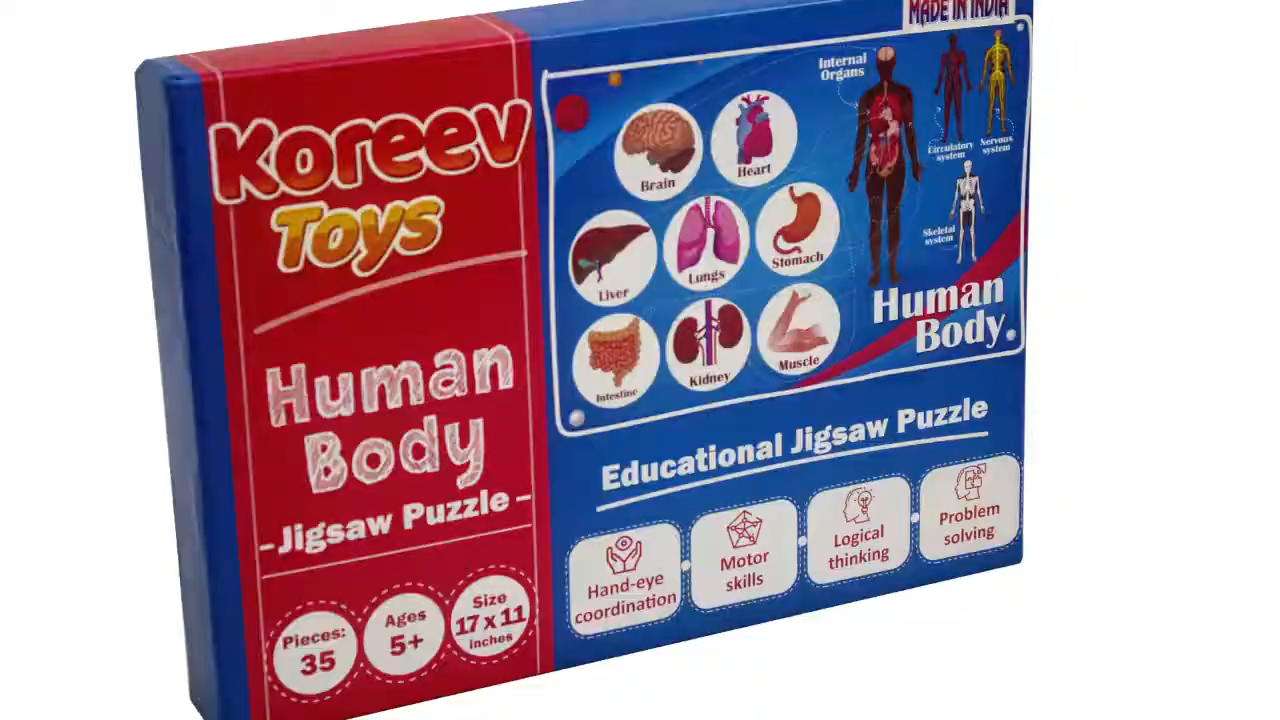 MADE IN INDIA
Koreev
Toys
Human
Body
-Jigsaw Puzzle-
Pieces:
35
Ages
5+
Size
17 x 11
inches
Brain
Heart
Liver
Lungs
Stomach
Intestine
Kidney
Muscle
Internal
Organs
Circulatory
system
Nervous
system
Skeletal
system
Human
Body
Educational Jigsaw Puzzle
Hand-eye
coordination
Motor
skills
Logical
thinking
Problem
solving